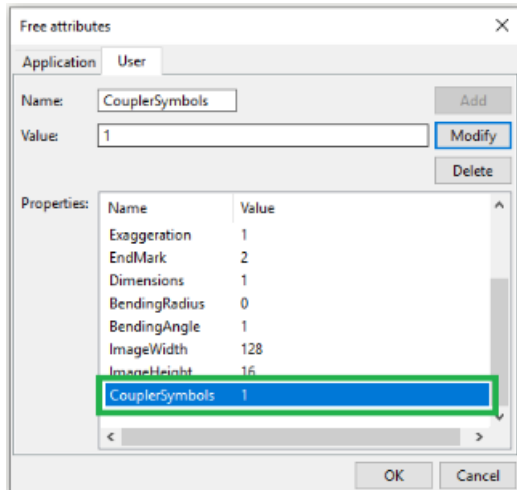 Free attributes
Application User
Name: CouplerSymbols Add
Value: 1 Modify
Delete
Properties: Name Value
Exaggeration 1
EndMark 2
Dimensions 1
BendingRadius 0
BendingAngle 1
ImageWidth 128
ImageHeight 16
CouplerSymbols 1
OK Cancel